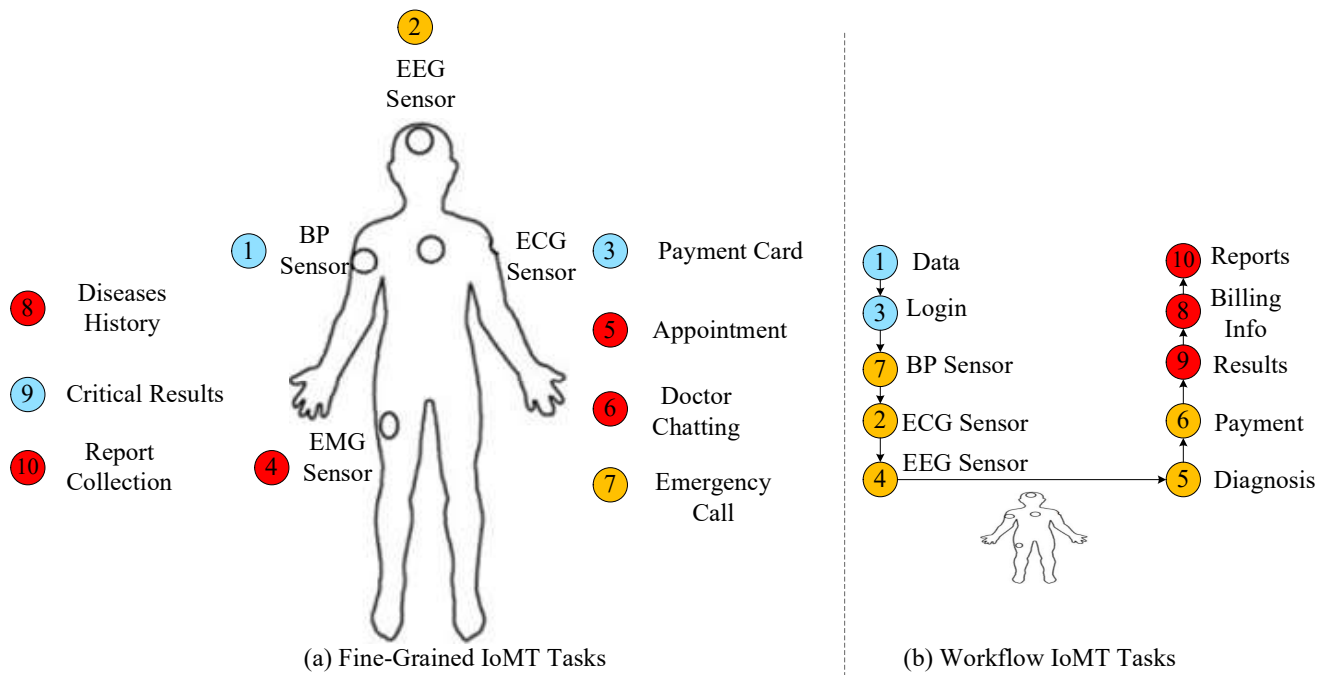 2
EEG
Sensor
1
BP
Sensor
ECG
Sensor
3
Payment Card
8
Diseases
History
5
Appointment
9
Critical Results
6
Doctor
Chatting
10
Report
Collection
4
EMG
Sensor
7
Emergency
Call
(a) Fine-Grained IoMT Tasks
1
Data
3
Login
7
BP Sensor
2
ECG Sensor
4
EEG Sensor
10
Reports
8
Billing
Info
9
Results
6
Payment
5
Diagnosis
(b) Workflow IoMT Tasks